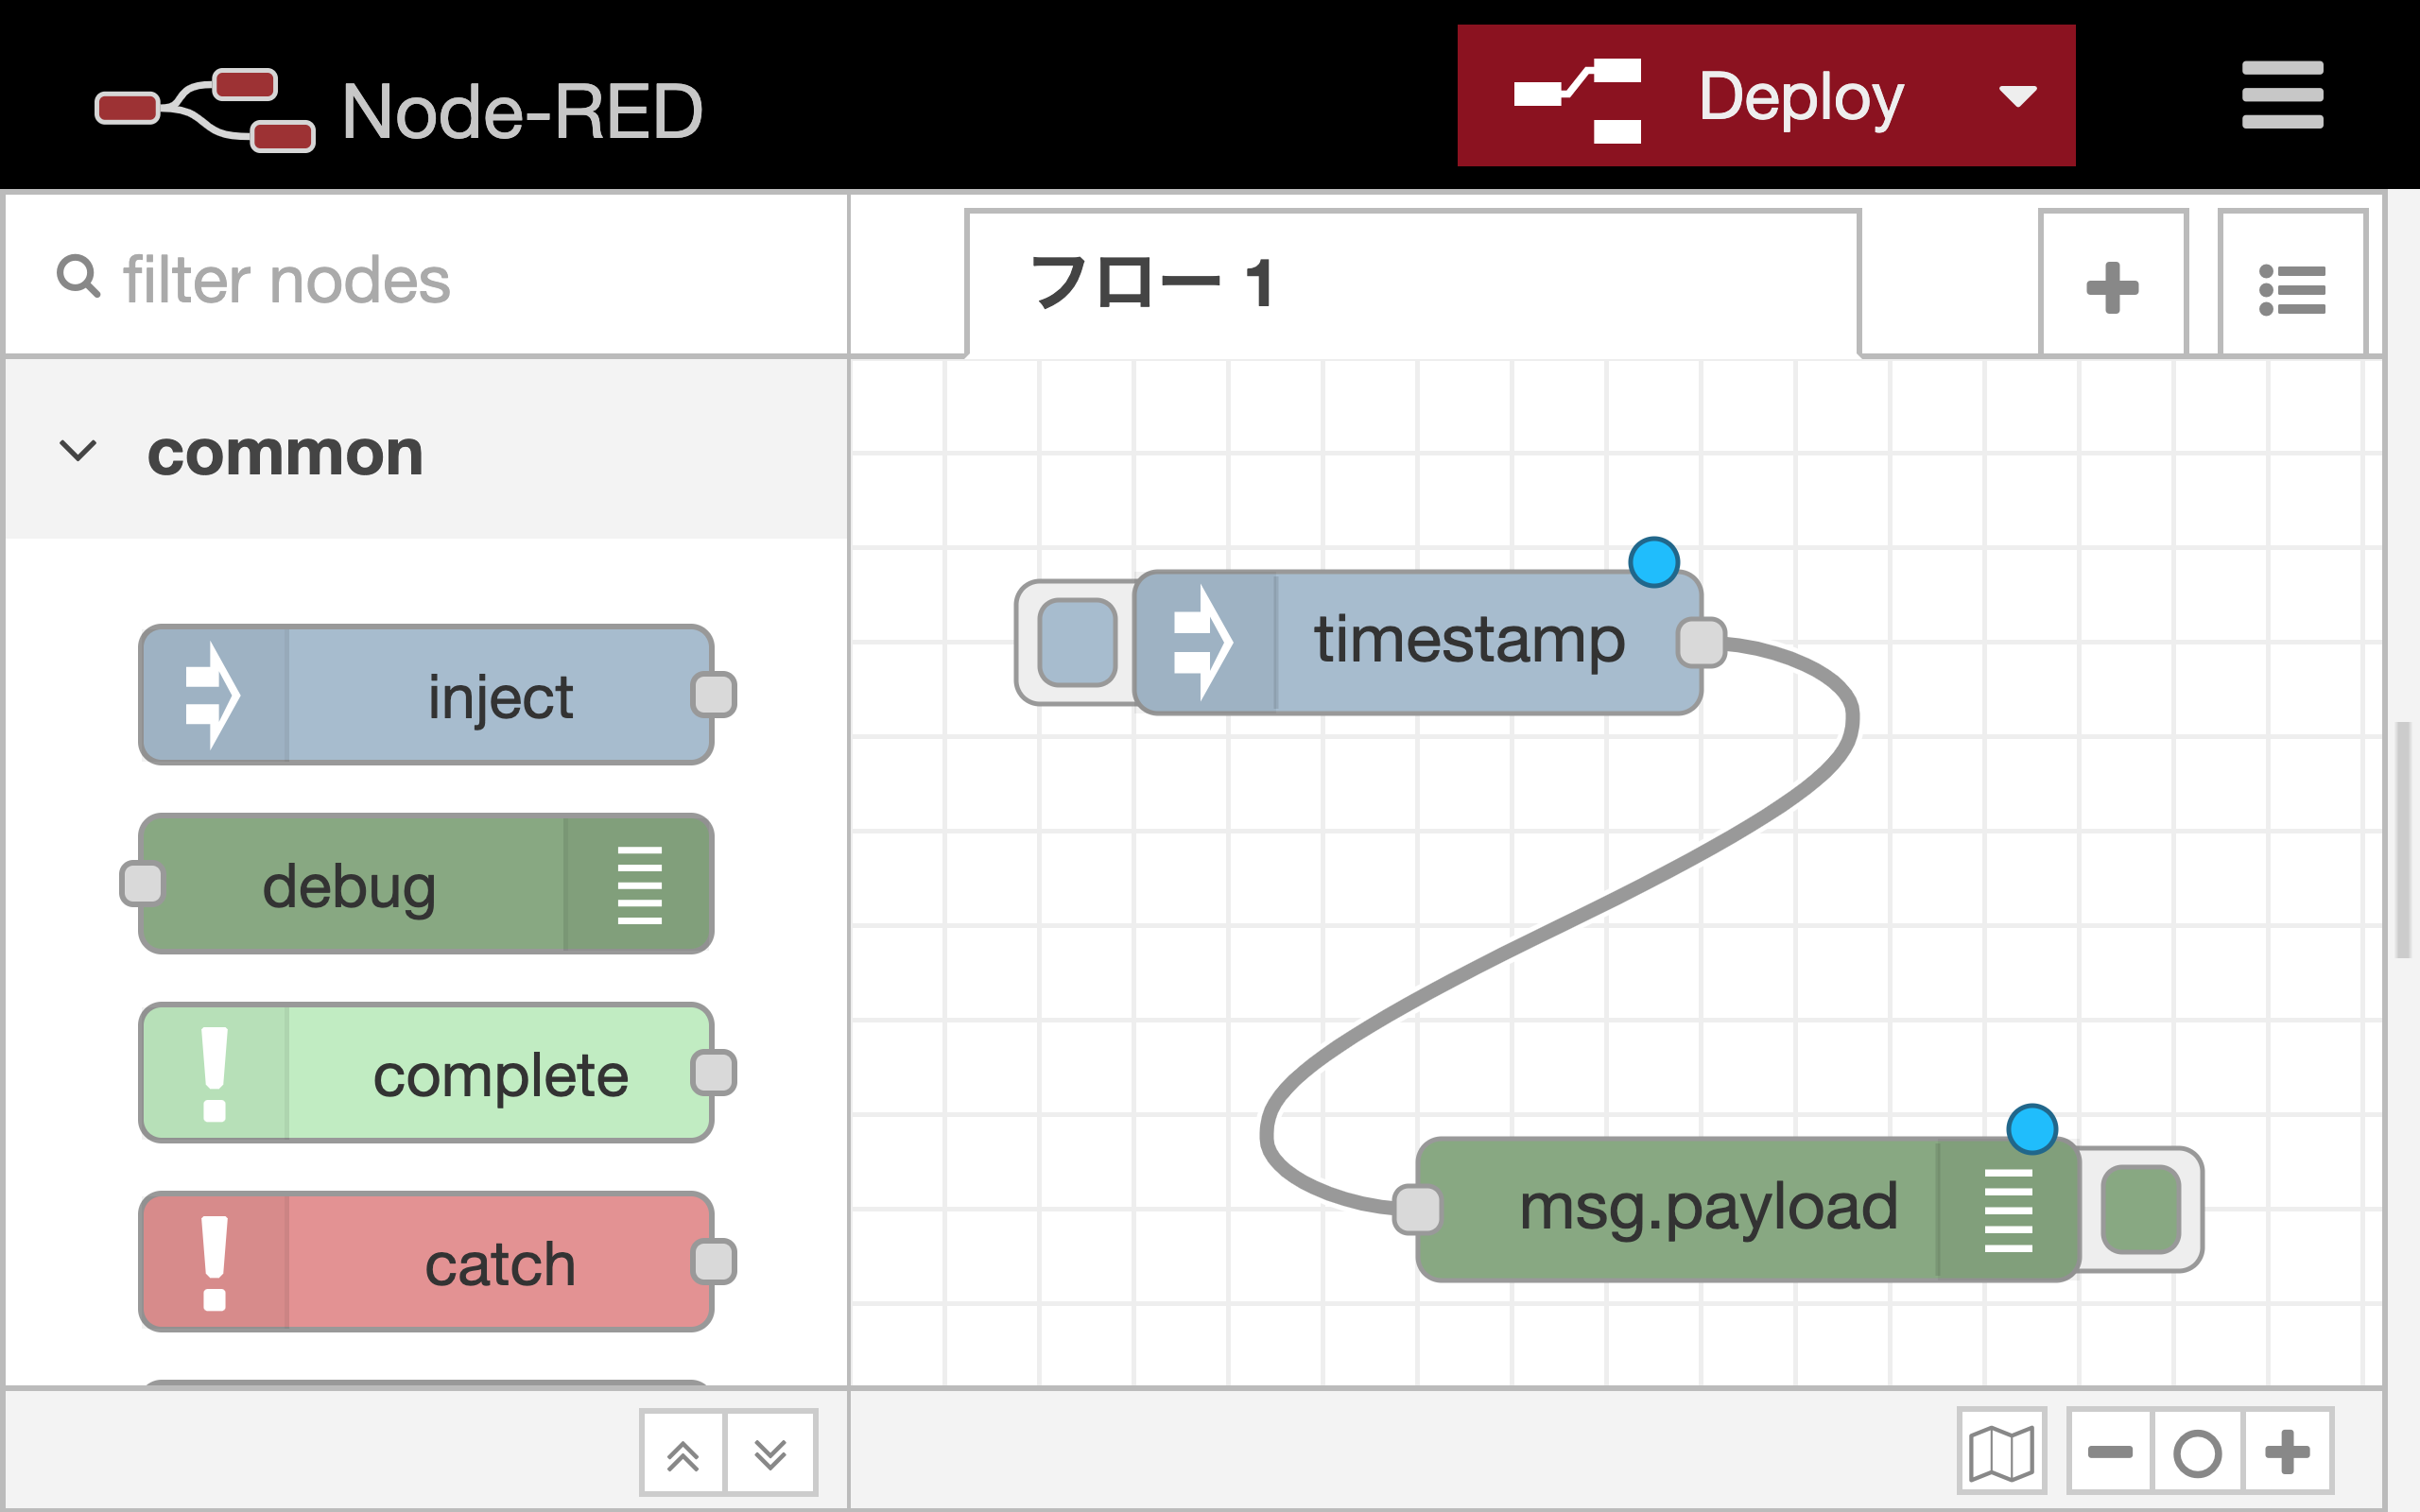 Node-RED
Deploy
filter nodes
フロー 1
common
inject
debug
complete
catch
timestamp
msg.payload